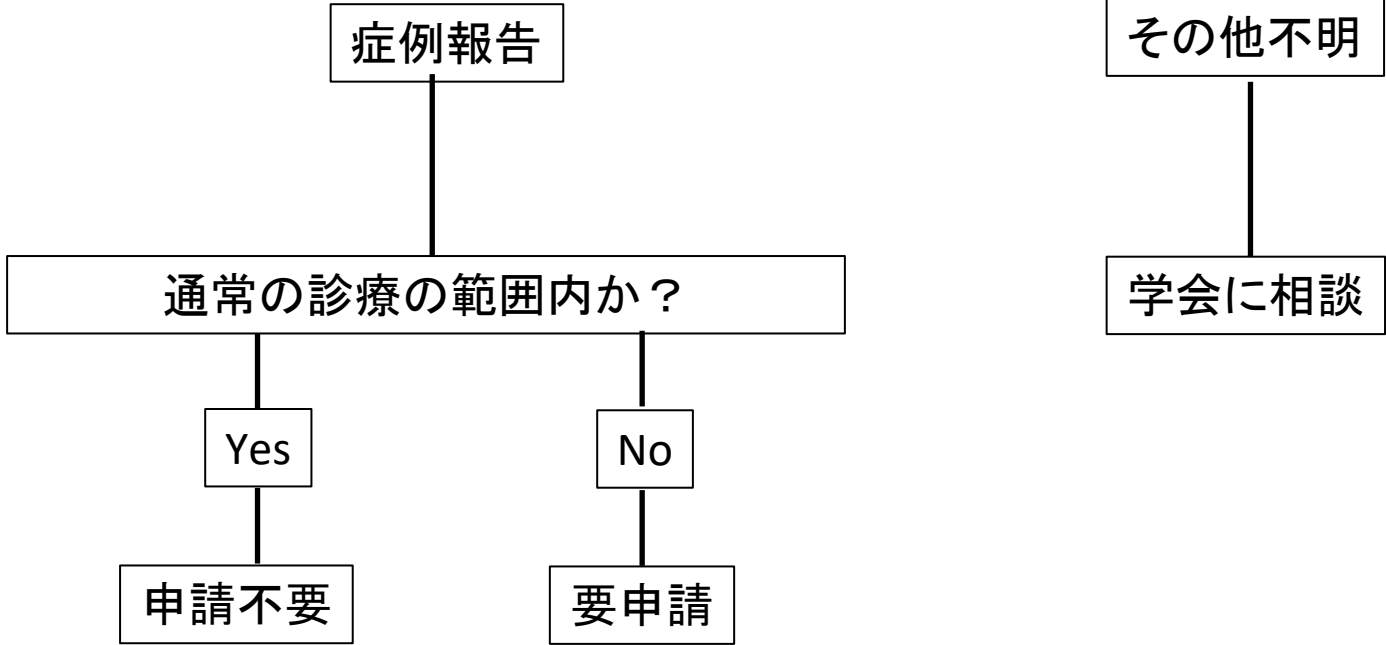 症例報告
その他不明
通常の診療の範囲内か？
学会に相談
Yes
No
申請不要
要申請